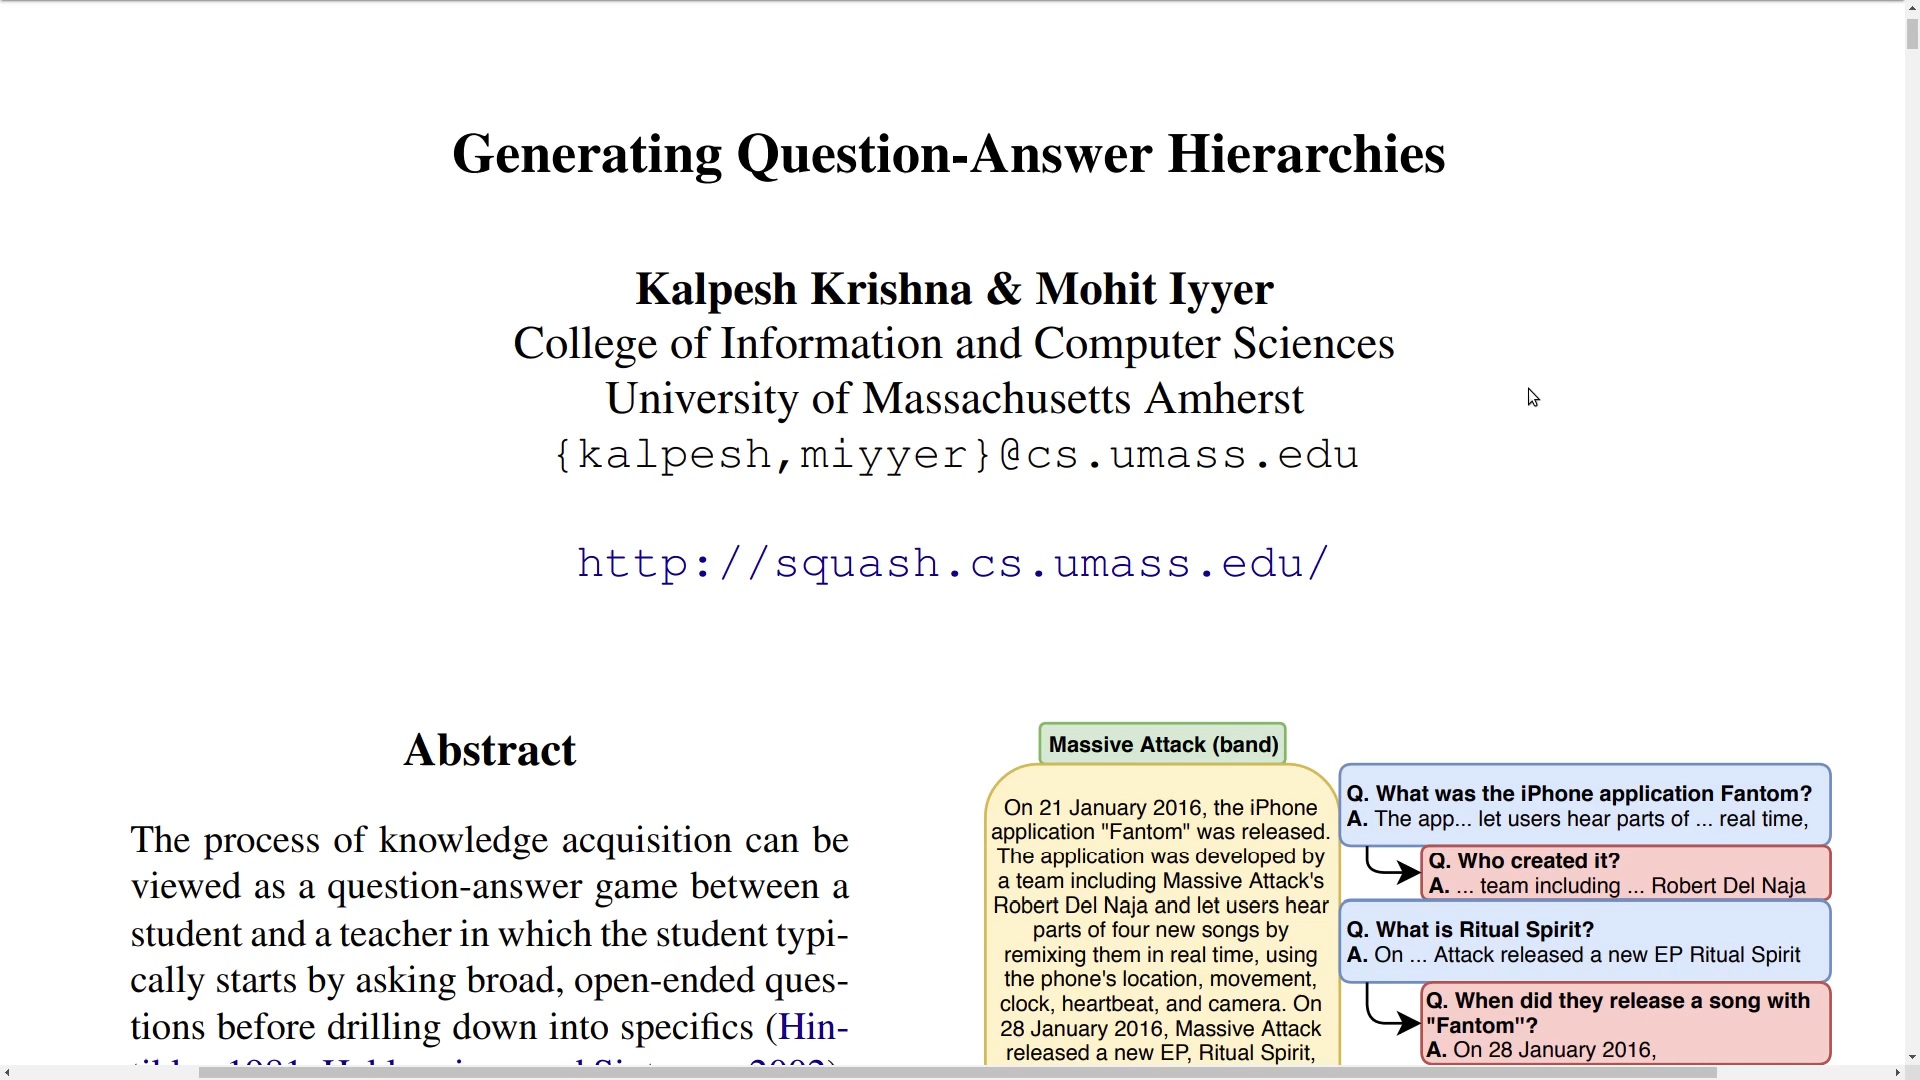 Generating Question-Answer Hierarchies
Kalpesh Krishna & Mohit Iyyer
College of Information and Computer Sciences
University of Massachusetts Amherst
{kalpesh,miyyer}@cs.umass.edu
http://squash.cs.umass.edu/
Abstract
The process of knowledge acquisition can be
viewed as a question-answer game between a
student and a teacher in which the student typi-
cally starts by asking broad, open-ended ques-
tions before drilling down into specifics (Hin-
Massive Attack (band)
On 21 January 2016, the iPhone
application "Fantom" was released.
The application was developed by
a team including Massive Attack's
Robert Del Naja and let users hear
parts of four new songs by
remixing them in real time, using
the phone's location, movement,
clock, heartbeat, and camera. On
28 January 2016, Massive Attack
released a new EP, Ritual Spirit,
Q. What was the iPhone application Fantom?
A. The app... let users hear parts of ... real time,
Q. Who created it?
A. ... team including ... Robert Del Naja
Q. What is Ritual Spirit?
A. On ... Attack released a new EP Ritual Spirit
Q. When did they release a song with
"Fantom"?
A. On 28 January 2016,